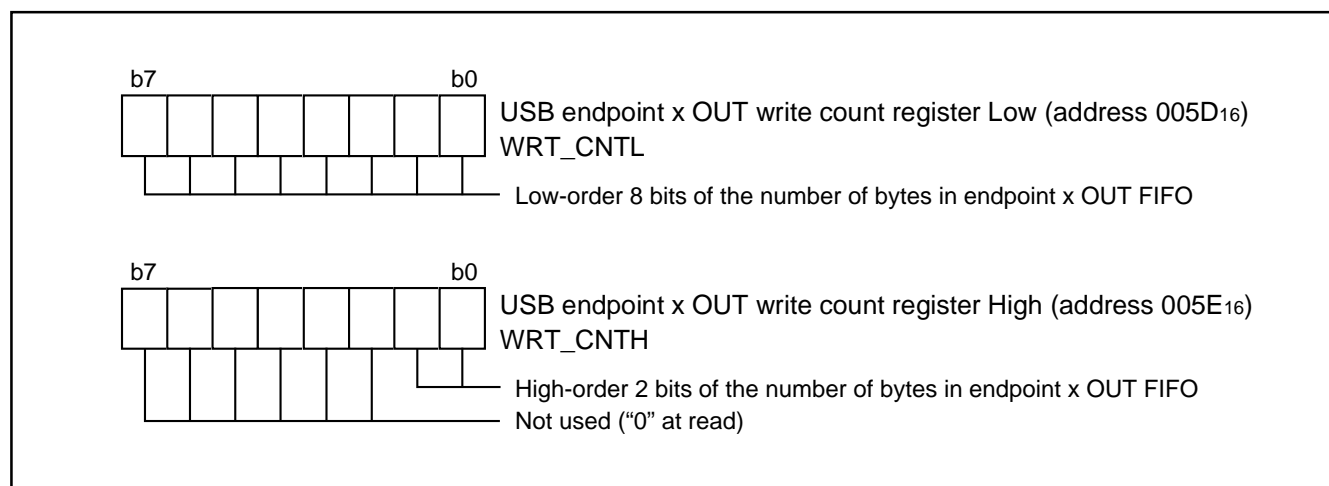 b7 b0
USB endpoint x OUT write count register Low (address 005D16)
WRT_CNTL
Low-order 8 bits of the number of bytes in endpoint x OUT FIFO
b7 b0
USB endpoint x OUT write count register High (address 005E16)
WRT_CNTH
High-order 2 bits of the number of bytes in endpoint x OUT FIFO
Not used (“0” at read)